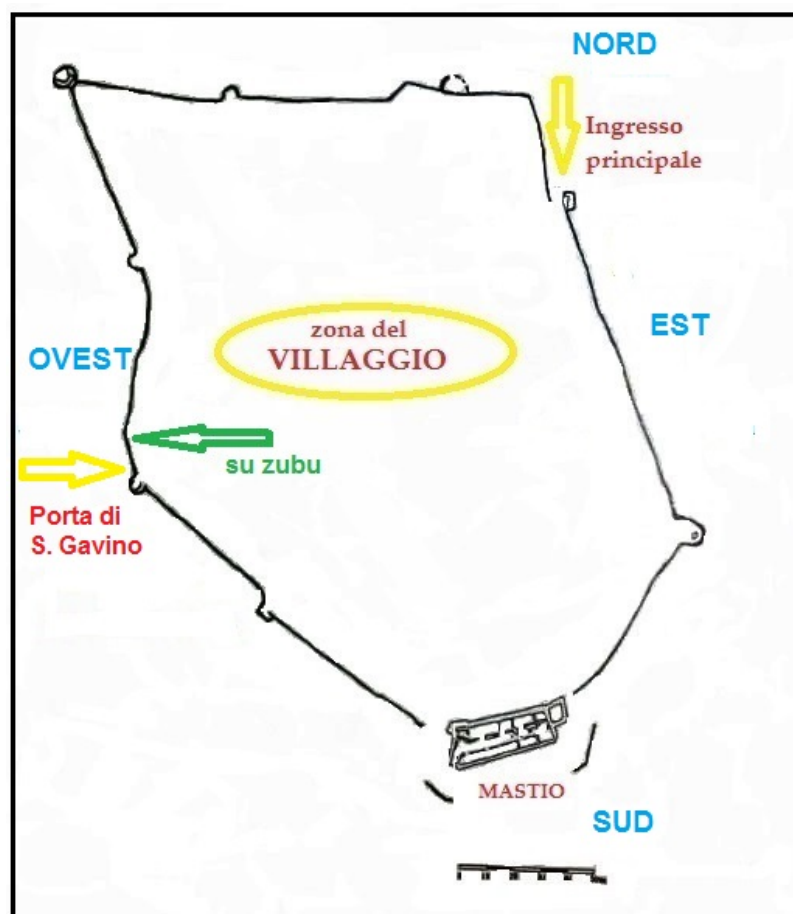 NORD
Ingresso
principale
zona del
VILLAGGIO
EST
OVEST
su zubu
Porta di
S. Gavino
MASTIO
SUD